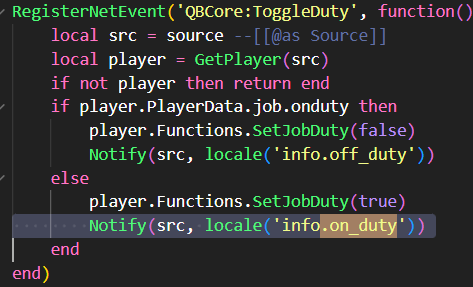 RegisterNetEvent('QBCore:ToggleDuty', function()
    local src = source --[[@as Source]]
    local player = GetPlayer(src)
    if not player then return end
    if player.PlayerData.job.onduty then
        player.Functions.SetJobDuty(false)
        Notify(src, locale('info.off_duty'))
    else
        player.Functions.SetJobDuty(true)
        Notify(src, locale('info.on_duty'))
    end
end)